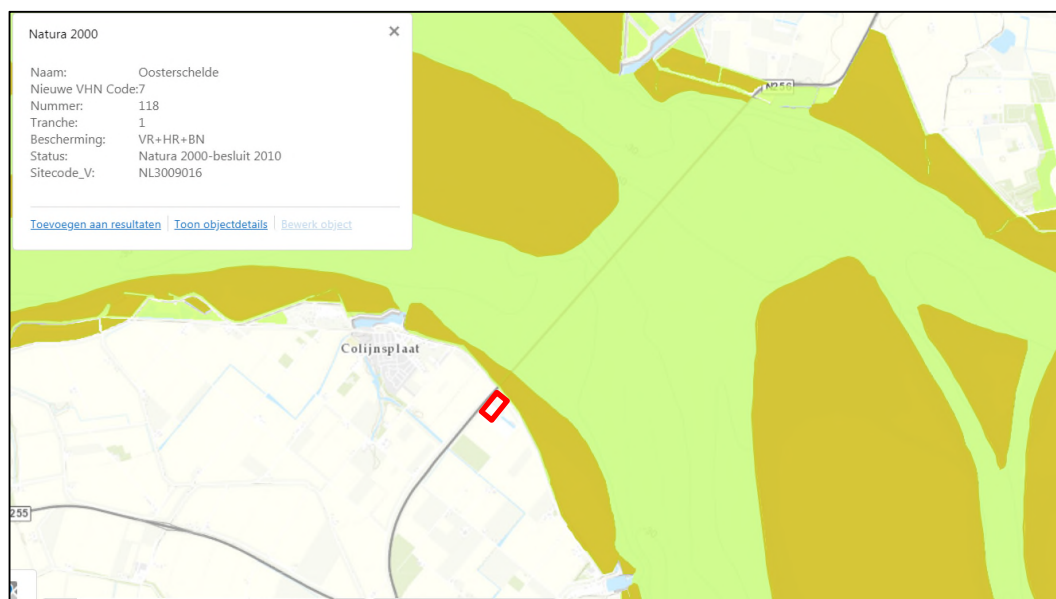 Natura 2000
Naam: Oosterschelde
Nieuwe VHN Code:7
Nummer: 118
Tranche: 1
Bescherming: VR+HR+BN
Status: Natura 2000-besluit 2010
Sitecode_V: NL3009016
Toevoegen aan resultaten Toon objectdetails Bewerk object
N256
Colijnsplaat
255